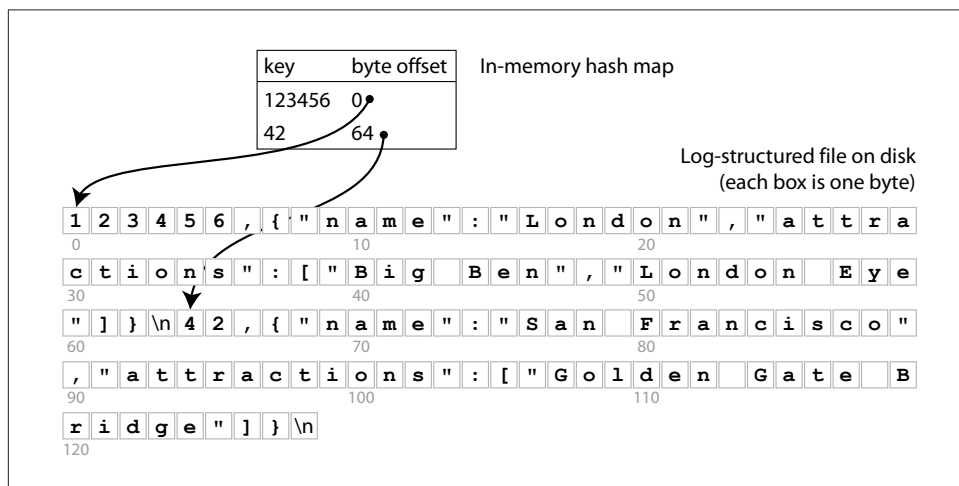 key byte offset In-memory hash map
123456 0
42 64
Log-structured file on disk
(each box is one byte)
123456,{"name":"London","attra
0 10 20
ctions":["Big Ben","London Eye
30 40 50
"]}\n42,{"name":"San Francisco"
60 70 80
,"attractions":["Golden Gate B
90 100 110
ridge"]}\n
120